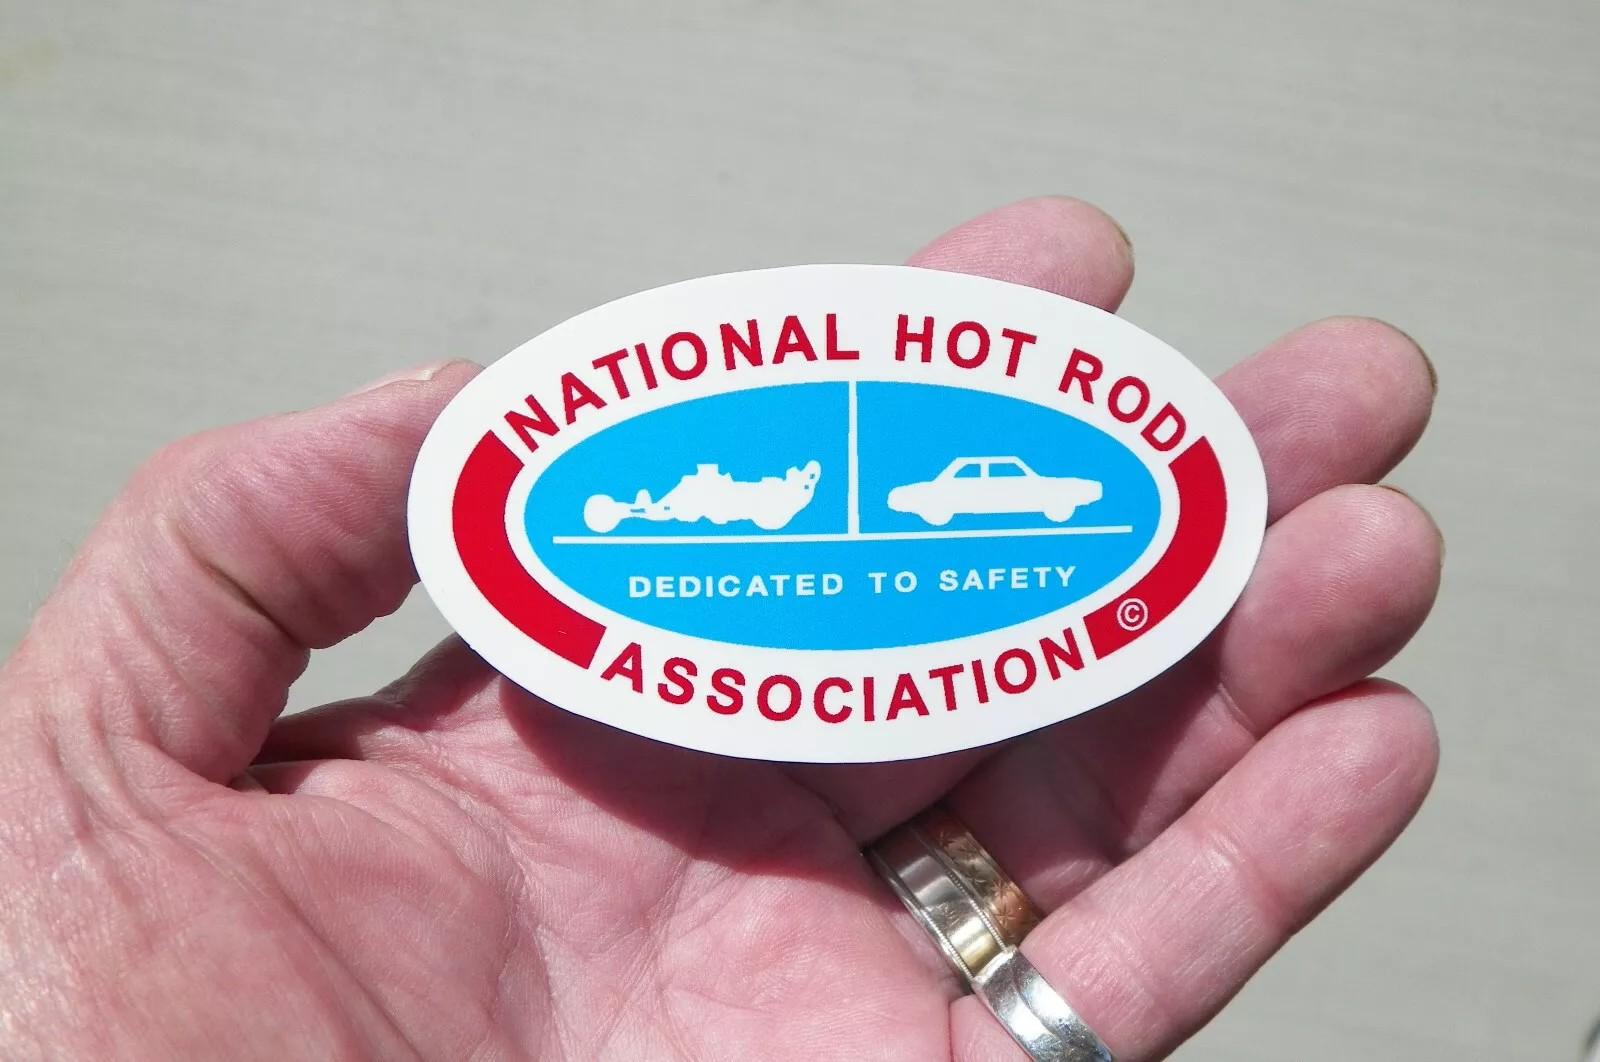 NATIONAL HOT ROD
DEDICATED TO SAFETY
ASSOCIATION ©